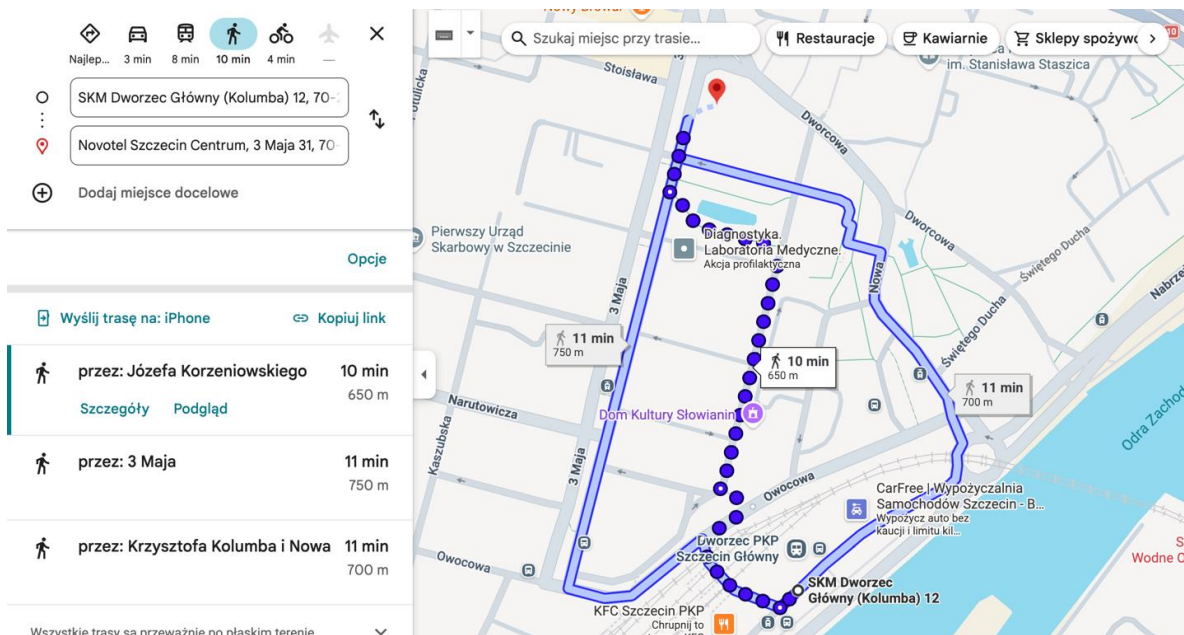 Najlep...
3 min
8 min
10 min
4 min
—
SKM Dworzec Główny (Kolumba) 12, 70-
Novotel Szczecin Centrum, 3 Maja 31, 70-
Dodaj miejsce docelowe
Opcje
Wyślij trasę na: iPhone
Kopiuj link
przez: Józefa Korzeniowskiego
10 min
650 m
Szczegóły
Podgląd
przez: 3 Maja
11 min
750 m
przez: Krzysztofa Kolumba i Nowa
11 min
700 m
Wszystkie trasy są przeważnie po płaskim terenie
Szukaj miejsc przy trasie...
Restauracje
Kawiarnie
Sklepy spożywc
10
im. Stanisława Staszica
Stoisława
Dworcowa
Dworcowa
Pierwszy Urząd
Skarbowy w Szczecinie
Diagnostyka.
Laboratoria Medyczne.
Akcja profilaktyczna
Nowa
Świętego Ducha
Świętego Ducha
Nabrzeż
3
3 Maja
11 min
750 m
10 min
650 m
11 min
700 m
Odra Zachod
Narutowicza
Kaszubska
3 Maja
Dom Kultury Słowianin
Owocowa
Owocowa
CarFree | Wypożyczalnia
Samochodów Szczecin - B...
Wypożycz auto bez
kaucji i limitu kil...
Dworzec PKP
Szczecin Główny
SKM Dworzec
Główny (Kolumba) 12
KFC Szczecin PKP
Chrupnij to
S
Wodne C